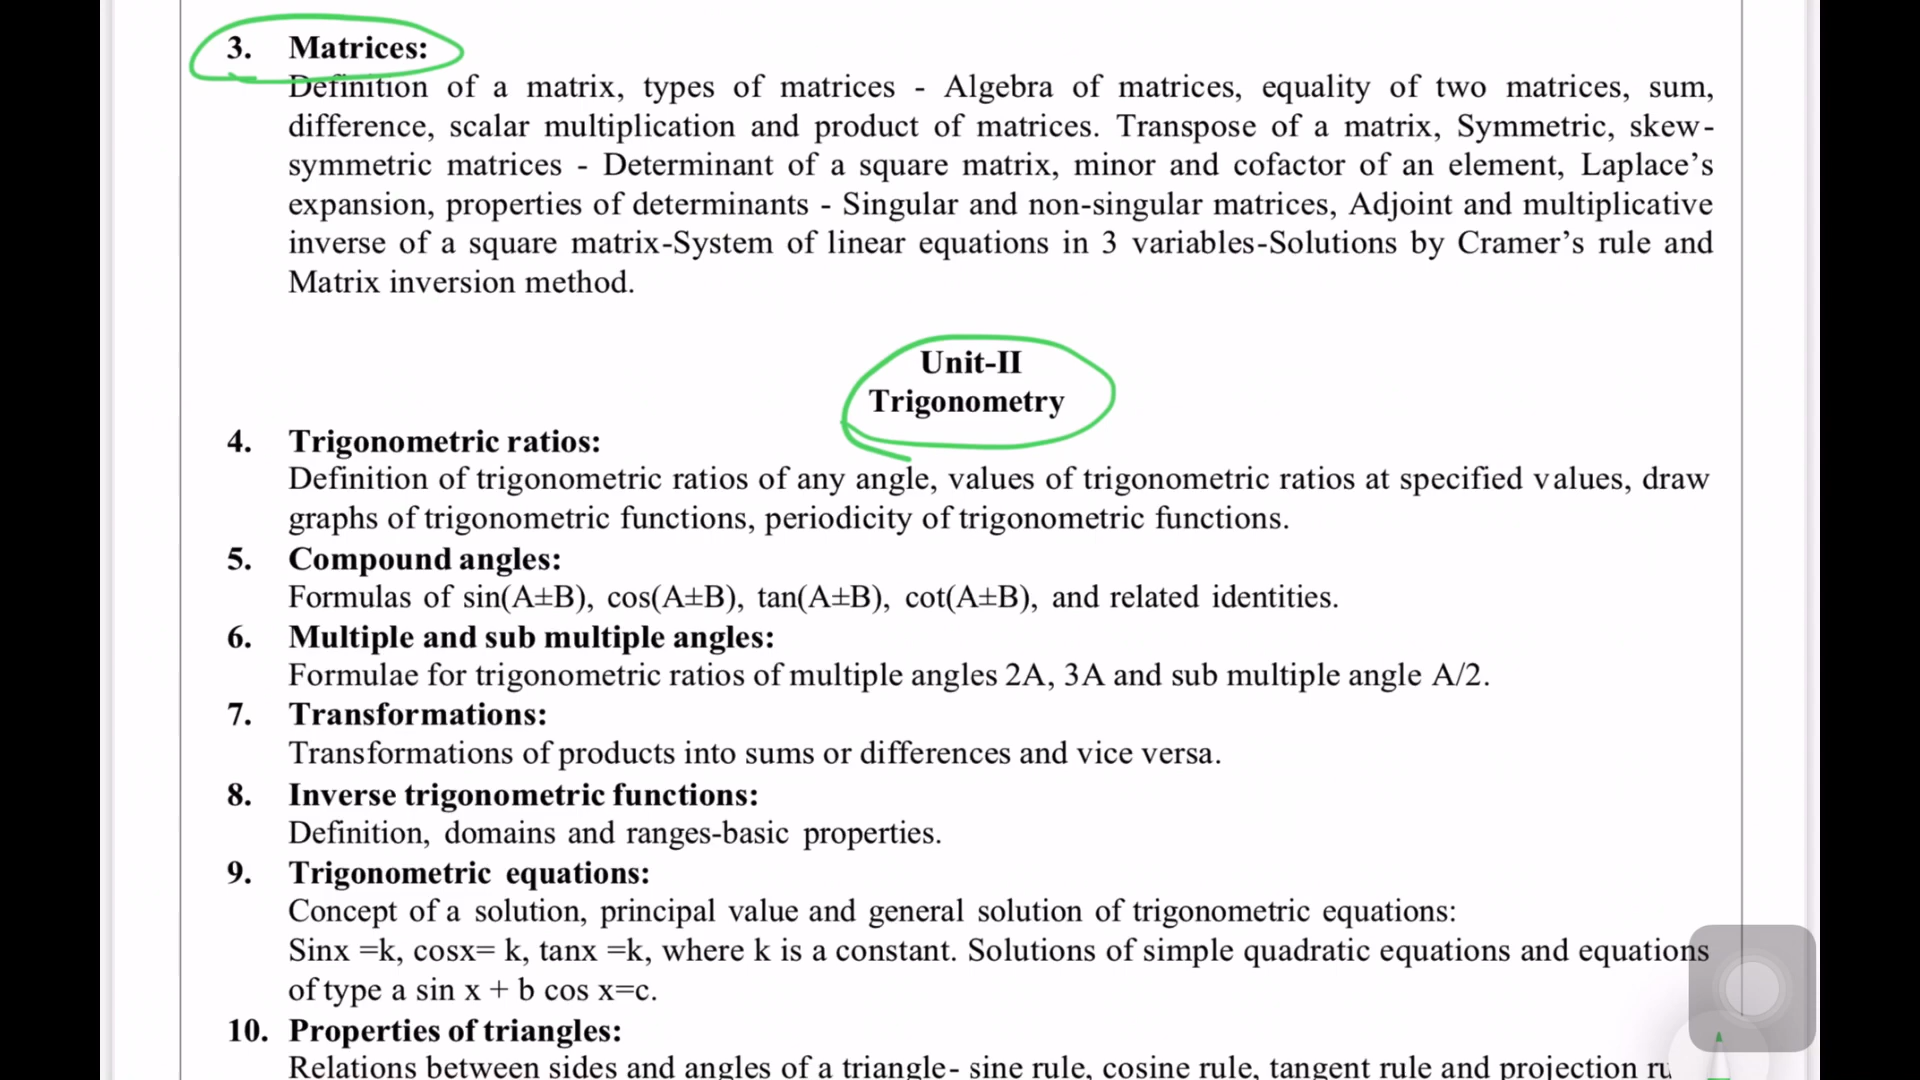 3. Matrices:
Definition of a matrix, types of matrices - Algebra of matrices, equality of two matrices, sum,
difference, scalar multiplication and product of matrices. Transpose of a matrix, Symmetric, skew-
symmetric matrices - Determinant of a square matrix, minor and cofactor of an element, Laplace’s
expansion, properties of determinants - Singular and non-singular matrices, Adjoint and multiplicative
inverse of a square matrix-System of linear equations in 3 variables-Solutions by Cramer’s rule and
Matrix inversion method.
Unit-II
Trigonometry
4. Trigonometric ratios:
Definition of trigonometric ratios of any angle, values of trigonometric ratios at specified values, draw
graphs of trigonometric functions, periodicity of trigonometric functions.
5. Compound angles:
Formulas of sin(A±B), cos(A±B), tan(A±B), cot(A±B), and related identities.
6. Multiple and sub multiple angles:
Formulae for trigonometric ratios of multiple angles 2A, 3A and sub multiple angle A/2.
7. Transformations:
Transformations of products into sums or differences and vice versa.
8. Inverse trigonometric functions:
Definition, domains and ranges-basic properties.
9. Trigonometric equations:
Concept of a solution, principal value and general solution of trigonometric equations:
Sinx =k, cosx= k, tanx =k, where k is a constant. Solutions of simple quadratic equations and equations
of type a sin x + b cos x=c.
10. Properties of triangles:
Relations between sides and angles of a triangle- sine rule, cosine rule, tangent rule and projection